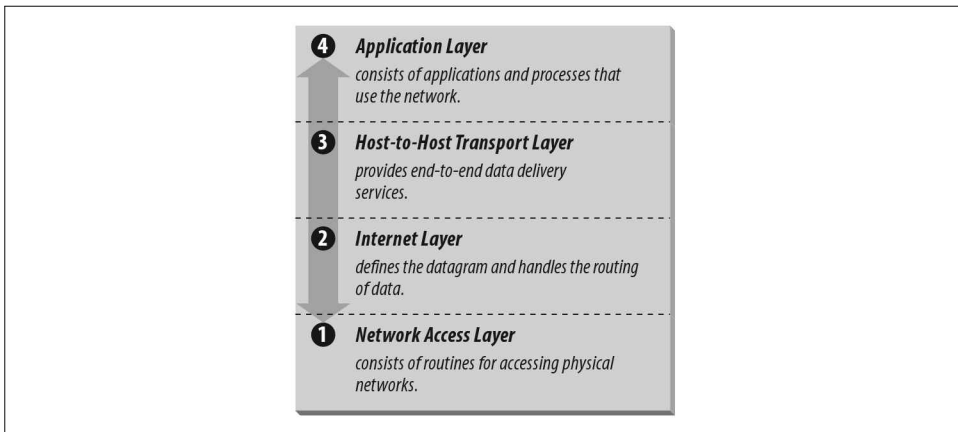 4 Application Layer
consists of applications and processes that
use the network.
3 Host-to-Host Transport Layer
provides end-to-end data delivery
services.
2 Internet Layer
defines the datagram and handles the routing
of data.
1 Network Access Layer
consists of routines for accessing physical
networks.